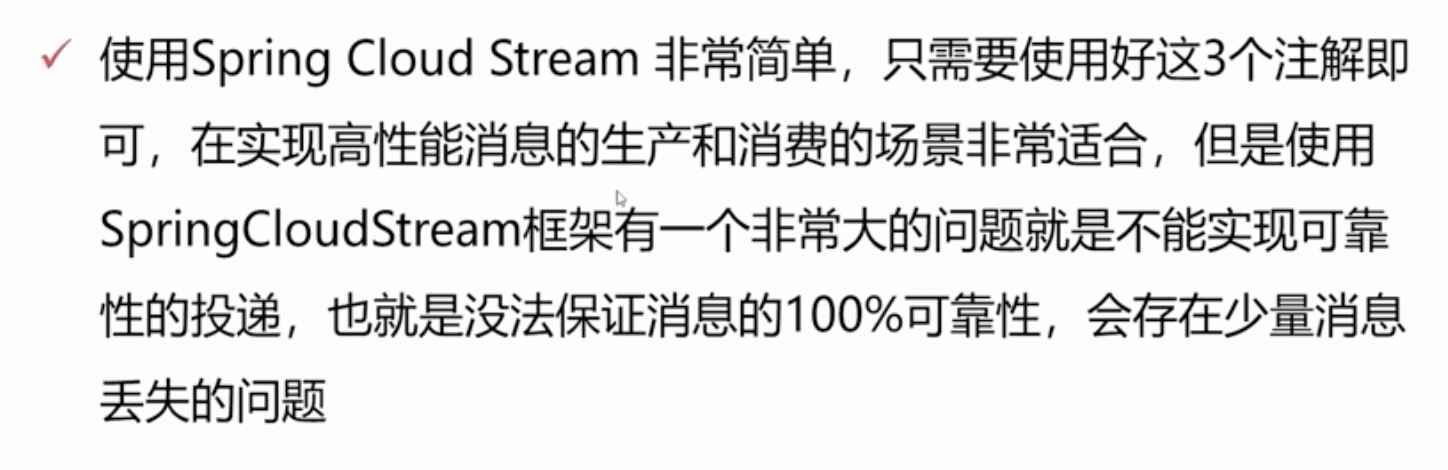 使用Spring Cloud Stream 非常简单，只需要使用好这3个注解即
可，在实现高性能消息的生产和消费的场景非常适合，但是使用
SpringCloudStream框架有一个非常大的问题就是不能实现可靠
性的投递，也就是没法保证消息的100%可靠性，会存在少量消息
丢失的问题